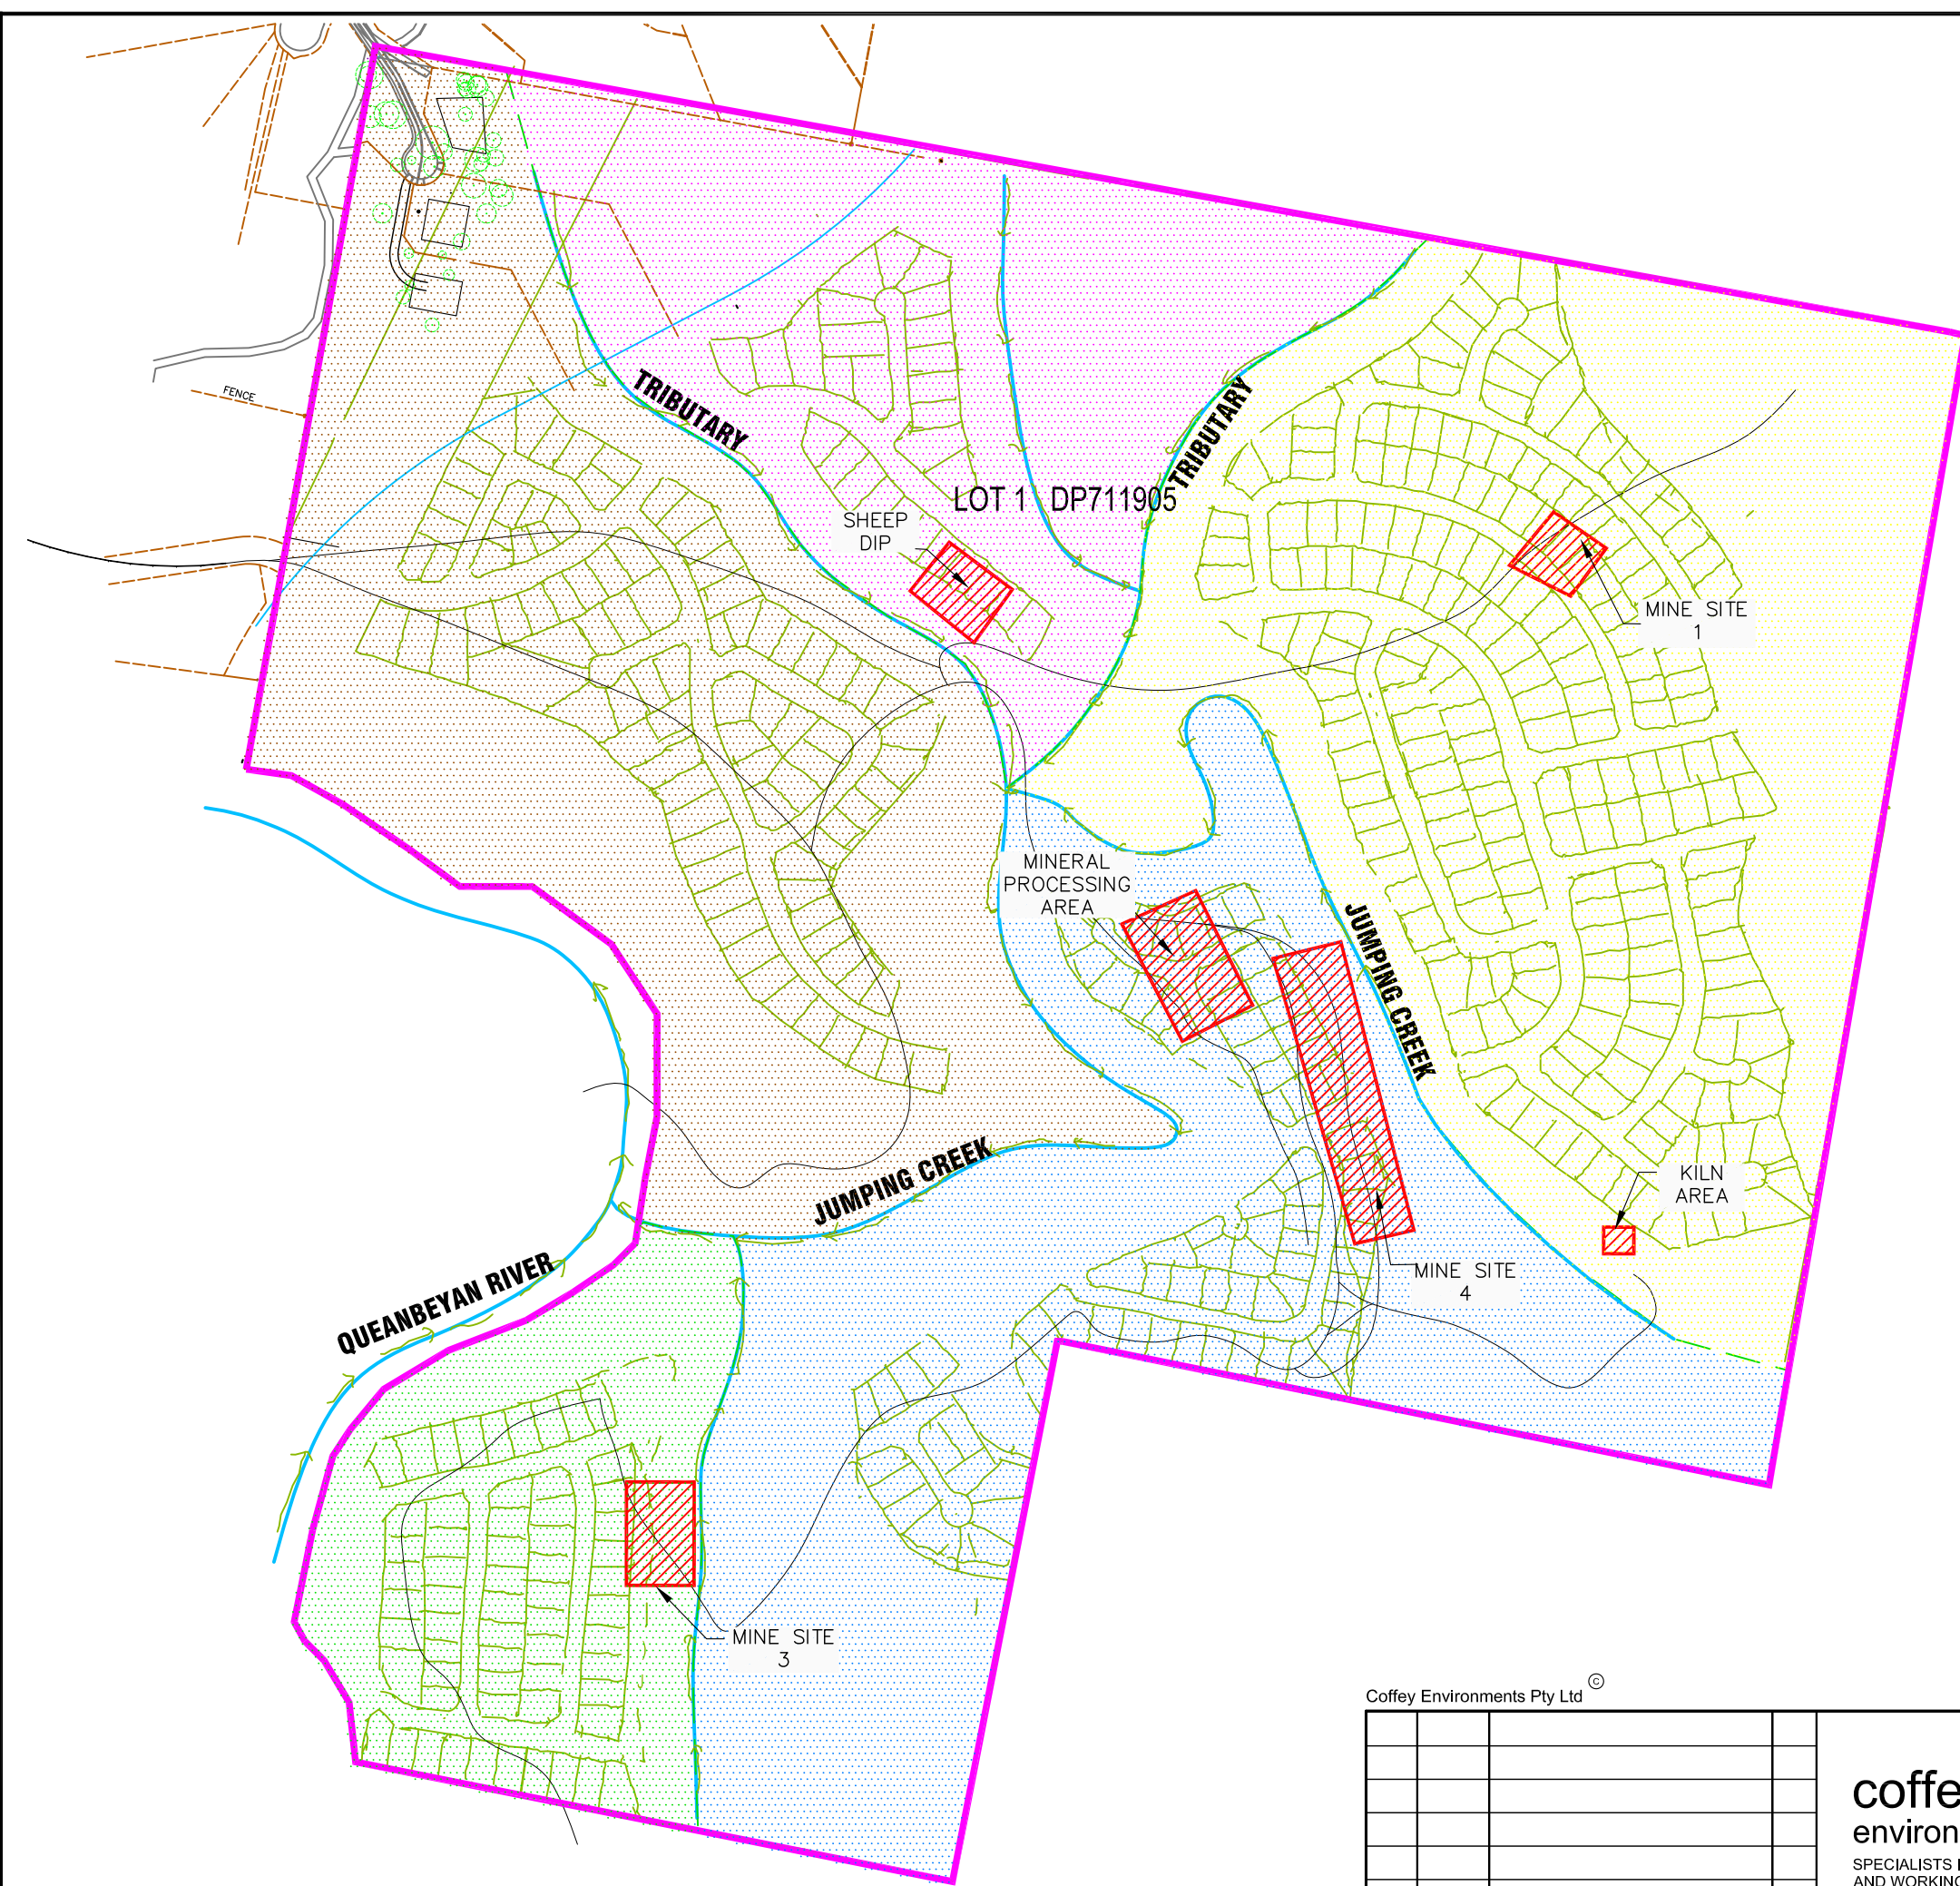 FENCE
TRIBUTARY
TRIBUTARY
LOT 1 DP711905
SHEEP
DIP
MINE SITE
1
MINERAL
PROCESSING
AREA
JUMPING CREEK
JUMPING CREEK
KILN
AREA
MINE SITE
4
QUEANBEYAN RIVER
MINE SITE
3
Coffey Environments Pty Ltd ©
coffe
environ
SPECIALISTS
AND WORKING